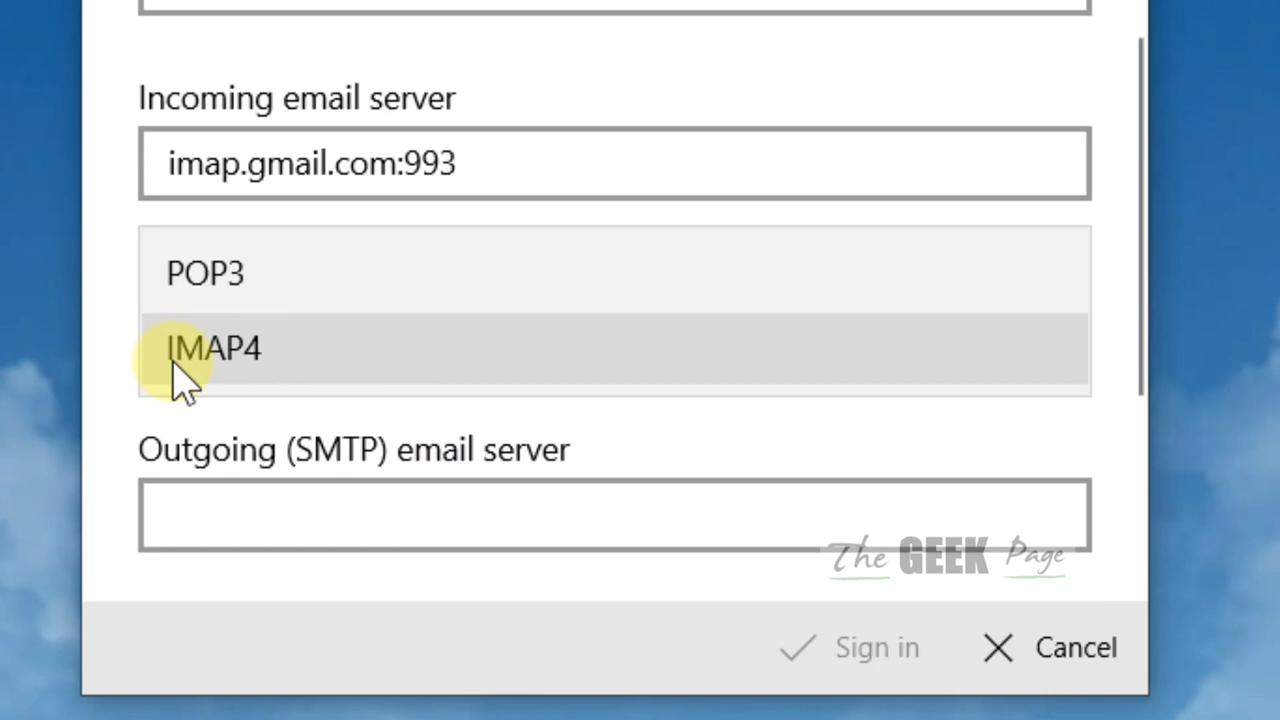 Incoming email server
imap.gmail.com:993
POP3
IMAP4
Outgoing (SMTP) email server
The GEEK Page
Sign in
Cancel